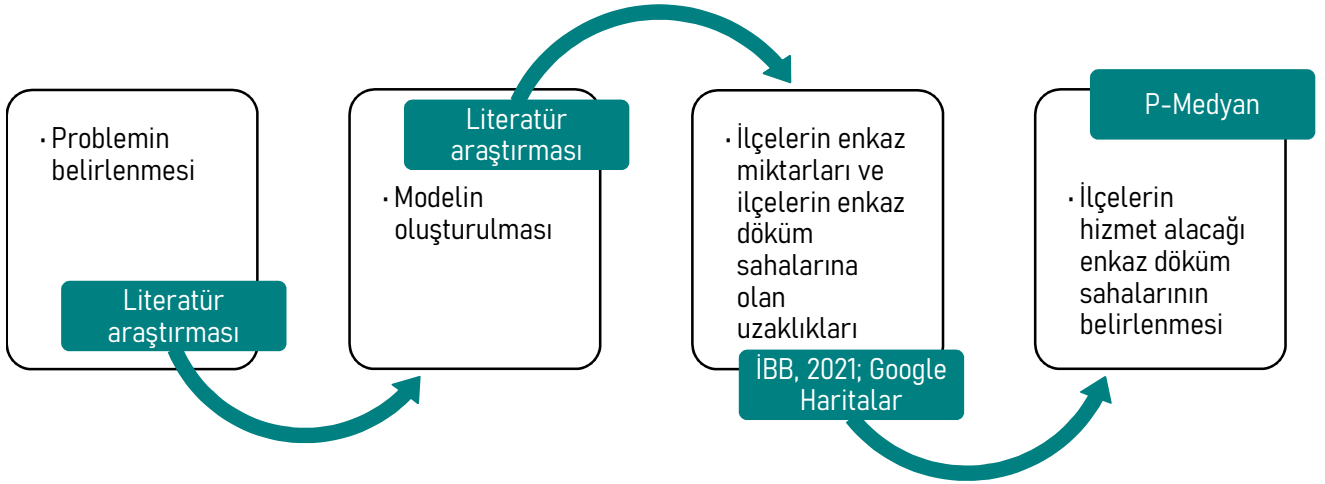 · Problemin
belirlenmesi
Literatür
araştırması
Literatür
araştırması
· Modelin
oluşturulması
· İlçelerin enkaz
miktarları ve
ilçelerin enkaz
döküm
sahalarına
olan
uzaklıkları
İBB, 2021; Google
Haritalar
P-Medyan
· İlçelerin
hizmet alacağı
enkaz döküm
sahalarının
belirlenmesi